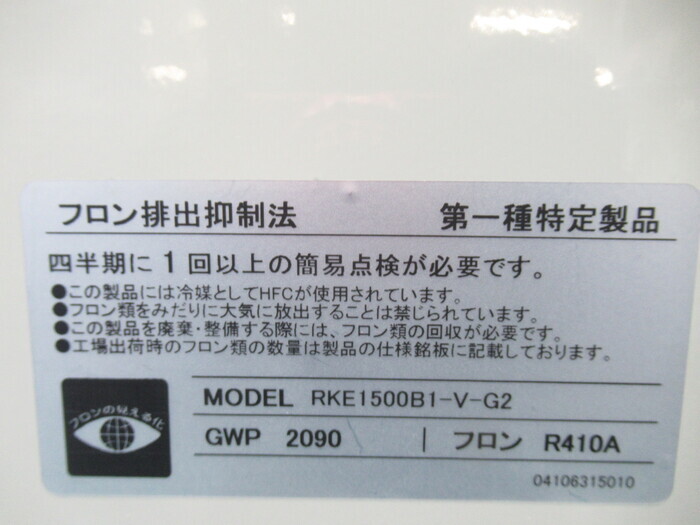 フロン排出抑制法 第一種特定製品
四半期に1回以上の簡易点検が必要です。
●この製品には冷媒としてHFCが使用されています。
●フロン類をみだりに大気に放出することは禁じられています。
●この製品を廃棄・整備する際には、フロン類の回収が必要です。
●工場出荷時のフロン類の数量は製品の仕様銘板に記載しております。
フロンの見える化
MODEL RKE1500B1-V-G2
GWP 2090 | フロン R410A
04106315010